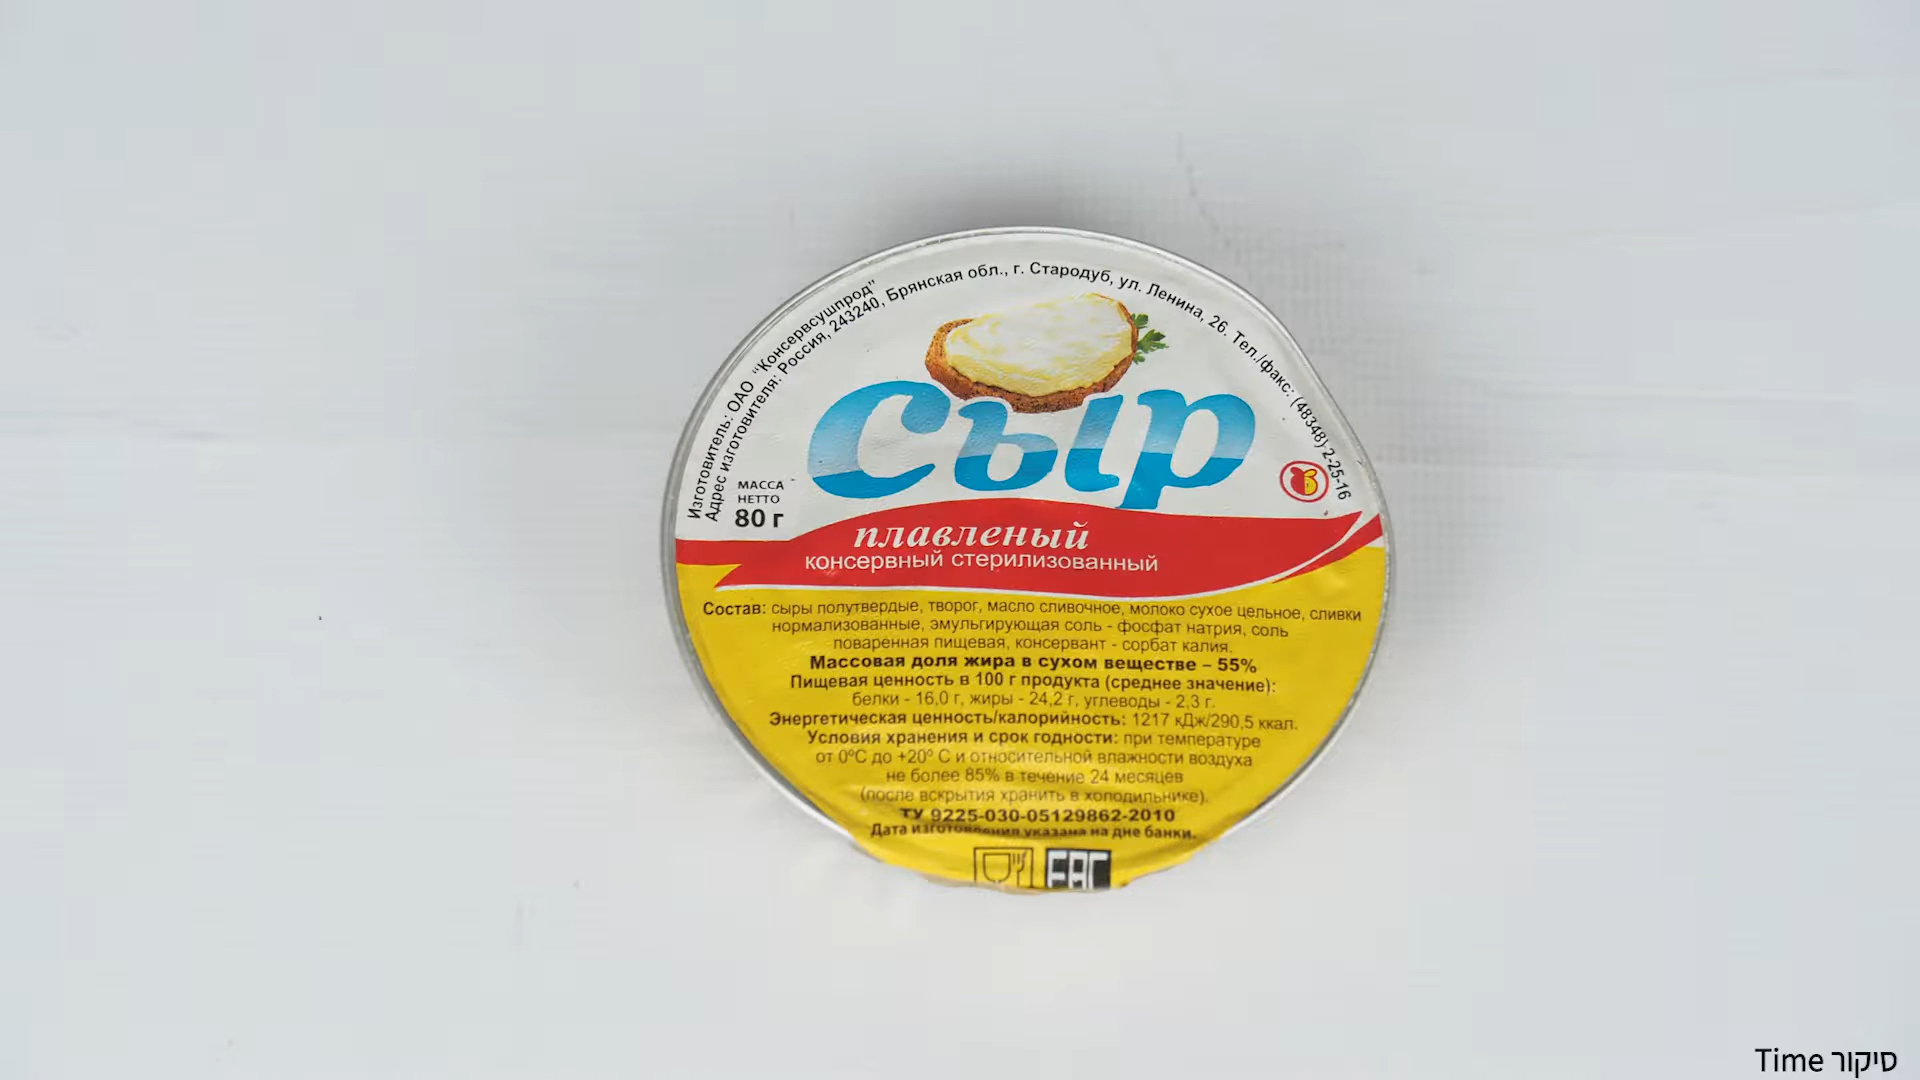 Изготовитель: ОАО "Консервсушпрод"
Адрес изготовителя: Россия, 243240, Брянская обл., г. Стародуб, ул. Ленина, 26. Тел./факс: (48348) 2-25-16
Сыр
МАССА
НЕТТО
80 г
плавленый
консервный стерилизованный
Состав: сыры полутвердые, творог, масло сливочное, молоко сухое цельное, сливки
нормализованные, эмульгирующая соль - фосфат натрия, соль
поваренная пищевая, консервант - сорбат калия.
Массовая доля жира в сухом веществе – 55%
Пищевая ценность в 100 г продукта (среднее значение):
белки - 16,0 г, жиры - 24,2 г, углеводы - 2,3 г.
Энергетическая ценность/калорийность: 1217 кДж/290,5 ккал.
Условия хранения и срок годности: при температуре
от 0°С до +20° С и относительной влажности воздуха
не более 85% в течение 24 месяцев
(после вскрытия хранить в холодильнике).
ТУ 9225-030-05129862-2010
Дата изготовления указана на дне банки.
EAC
סיקור Time